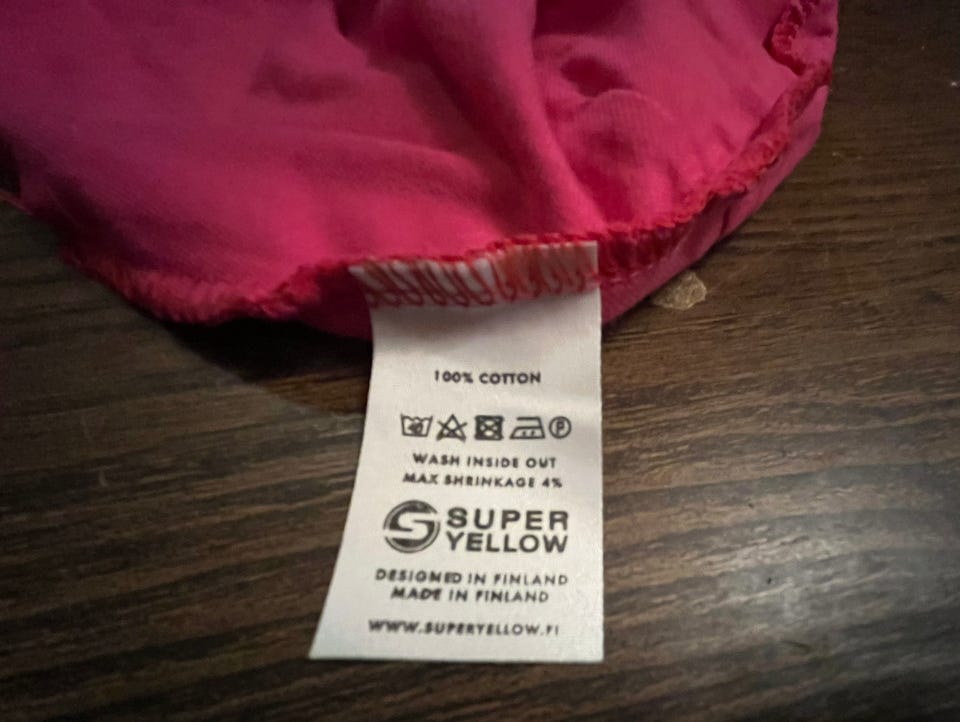 100% COTTON
40 P
WASH INSIDE OUT
MAX SHRINKAGE 4%
S SUPER
YELLOW
DESIGNED IN FINLAND
MADE IN FINLAND
WWW.SUPERYELLOW.FI